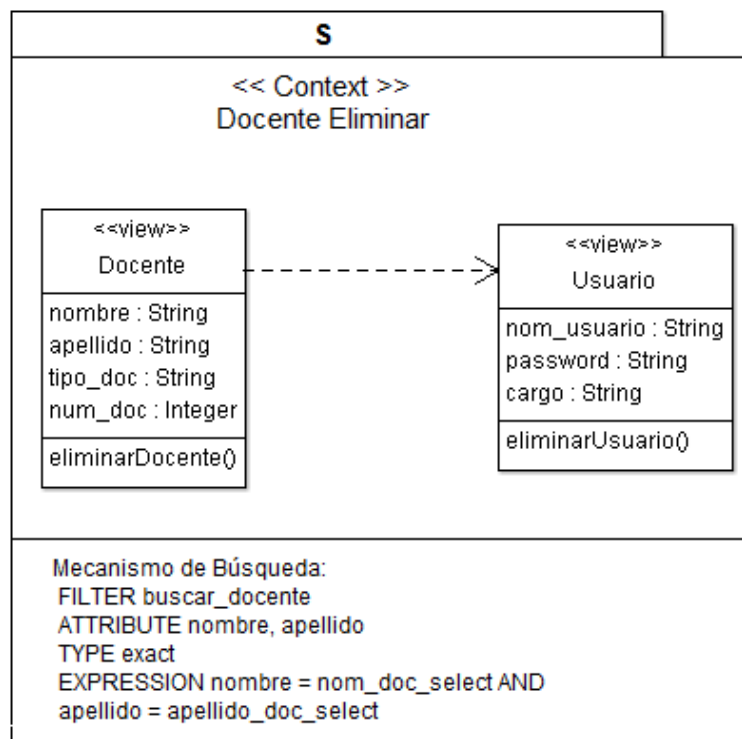 S
<< Context >>
Docente Eliminar
<<view>>
Docente
nombre : String
apellido : String
tipo_doc : String
num_doc : Integer
eliminarDocente()
<<view>>
Usuario
nom_usuario : String
password : String
cargo : String
eliminarUsuario()
Mecanismo de Búsqueda:
FILTER buscar_docente
ATTRIBUTE nombre, apellido
TYPE exact
EXPRESSION nombre = nom_doc_select AND
apellido = apellido_doc_select